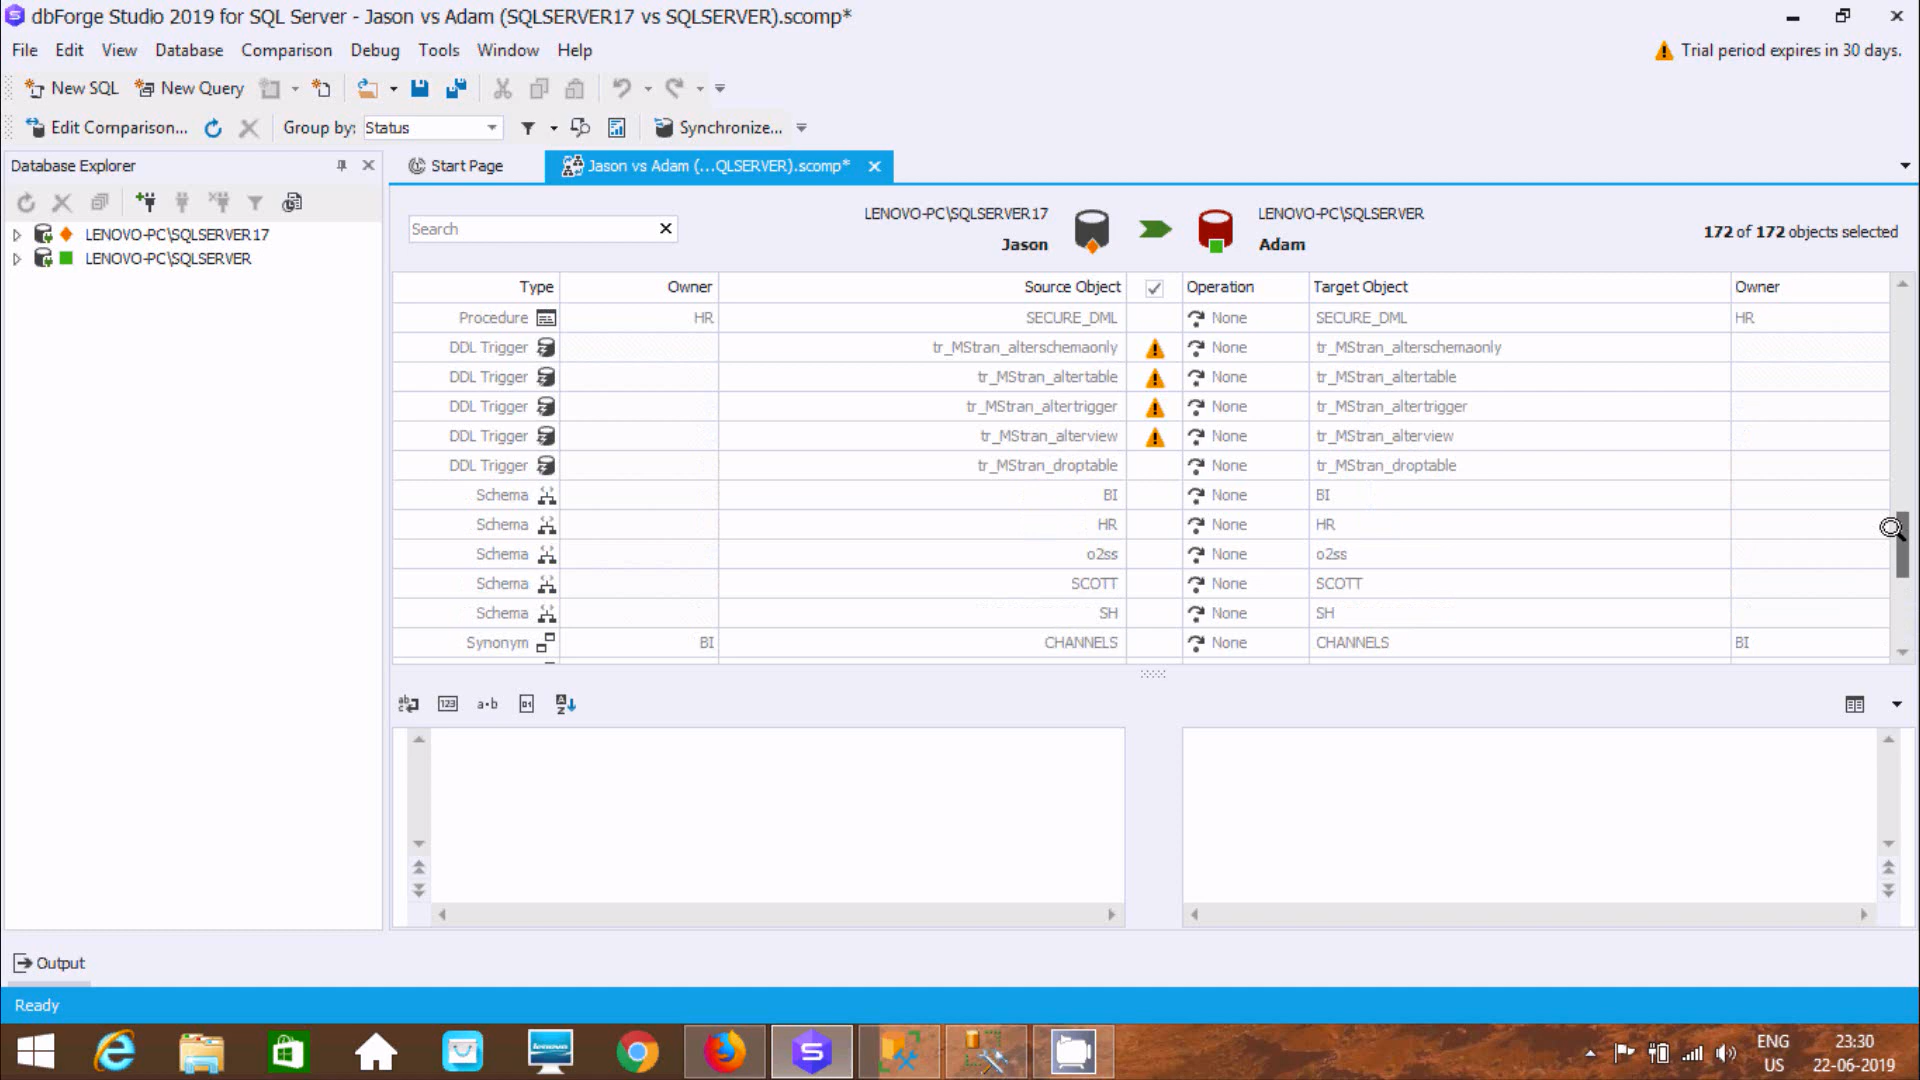 dbForge Studio 2019 for SQL Server - Jason vs Adam (SQLSERVER17 vs SQLSERVER).scomp*
File Edit View Database Comparison Debug Tools Window Help
Trial period expires in 30 days.
New SQL New Query
Edit Comparison... Group by: Status Synchronize...
Database Explorer
Start Page
Jason vs Adam (...QLSERVER).scomp*
LENOVO-PC\SQLSERVER17
LENOVO-PC\SQLSERVER
Search
LENOVO-PC\SQLSERVER17
Jason
LENOVO-PC\SQLSERVER
Adam
172 of 172 objects selected
Type Owner Source Object Operation Target Object Owner
Procedure HR SECURE_DML None SECURE_DML HR
DDL Trigger tr_MStran_alterschemaonly None tr_MStran_alterschemaonly
DDL Trigger tr_MStran_altertable None tr_MStran_altertable
DDL Trigger tr_MStran_altertrigger None tr_MStran_altertrigger
DDL Trigger tr_MStran_alterview None tr_MStran_alterview
DDL Trigger tr_MStran_droptable None tr_MStran_droptable
Schema BI None BI
Schema HR None HR
Schema o2ss None o2ss
Schema SCOTT None SCOTT
Schema SH None SH
Synonym BI CHANNELS None CHANNELS BI
Output
Ready
ENG
US
23:30
22-06-2019